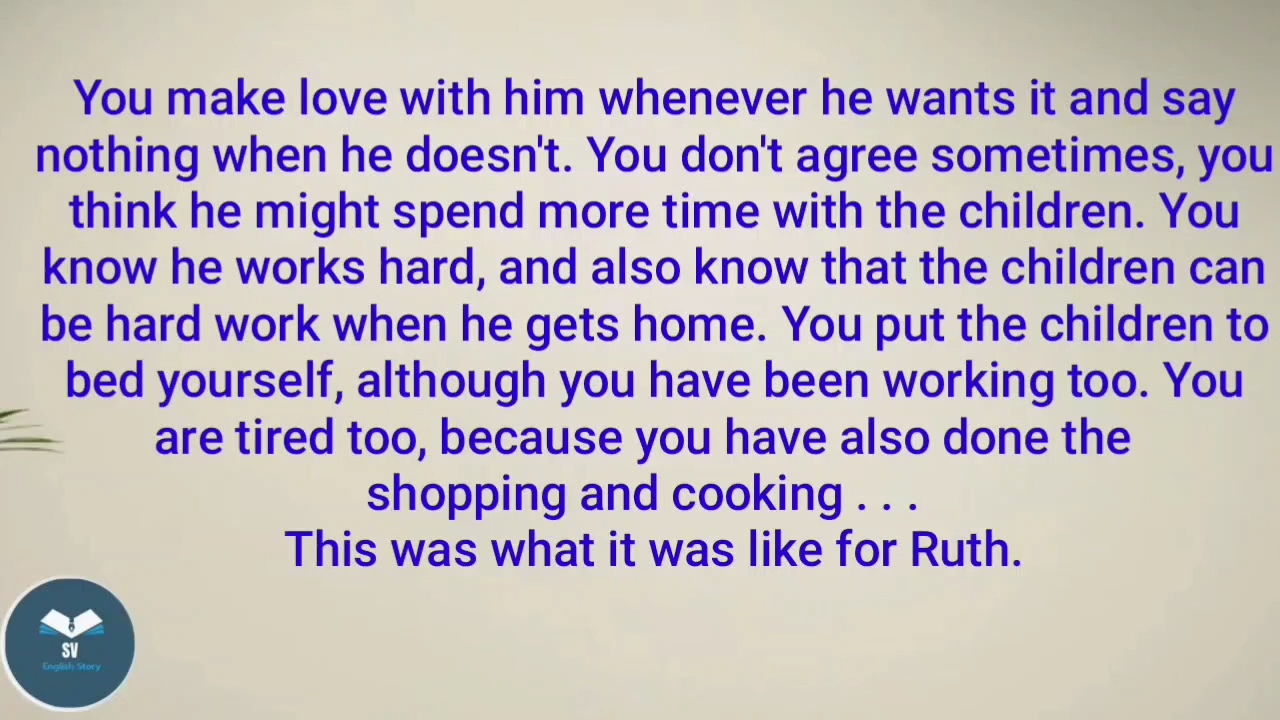 You make love with him whenever he wants it and say
nothing when he doesn't. You don't agree sometimes, you
think he might spend more time with the children. You
know he works hard, and also know that the children can
be hard work when he gets home. You put the children to
bed yourself, although you have been working too. You
are tired too, because you have also done the
shopping and cooking . . .
This was what it was like for Ruth.
SV
English Story